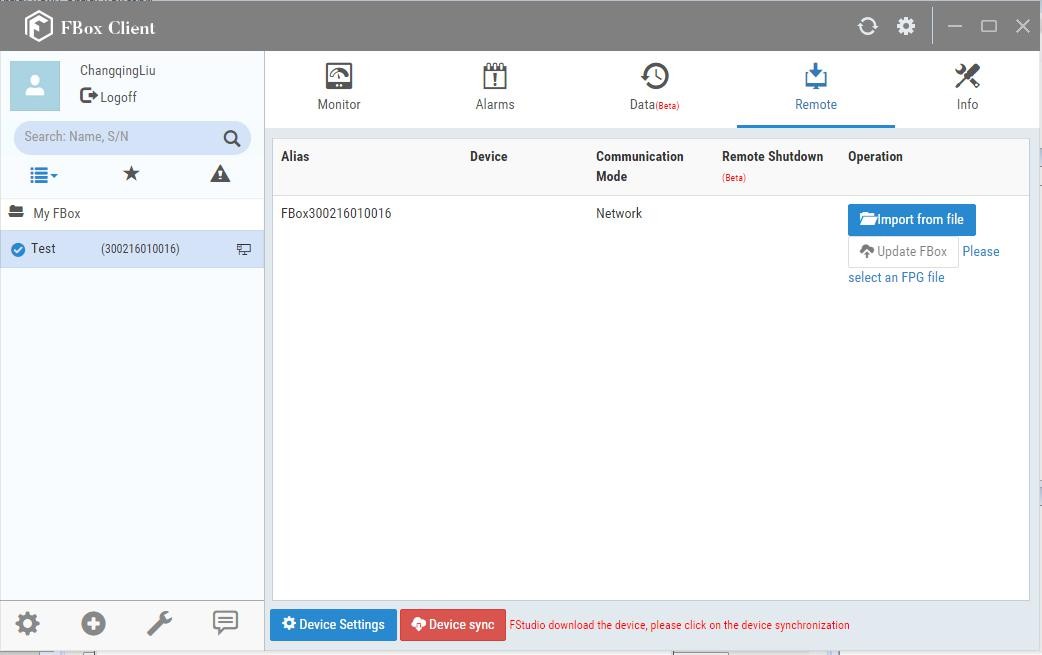 FBox Client
ChangqingLiu
Logoff
Search: Name, S/N
My FBox
Test (300216010016)
Monitor Alarms Data(Beta) Remote Info
Alias Device Communication Mode Remote Shutdown (Beta) Operation
FBox300216010016 Network
Import from file
Update FBox Please
select an FPG file
Device Settings Device sync FStudio download the device, please click on the device synchronization